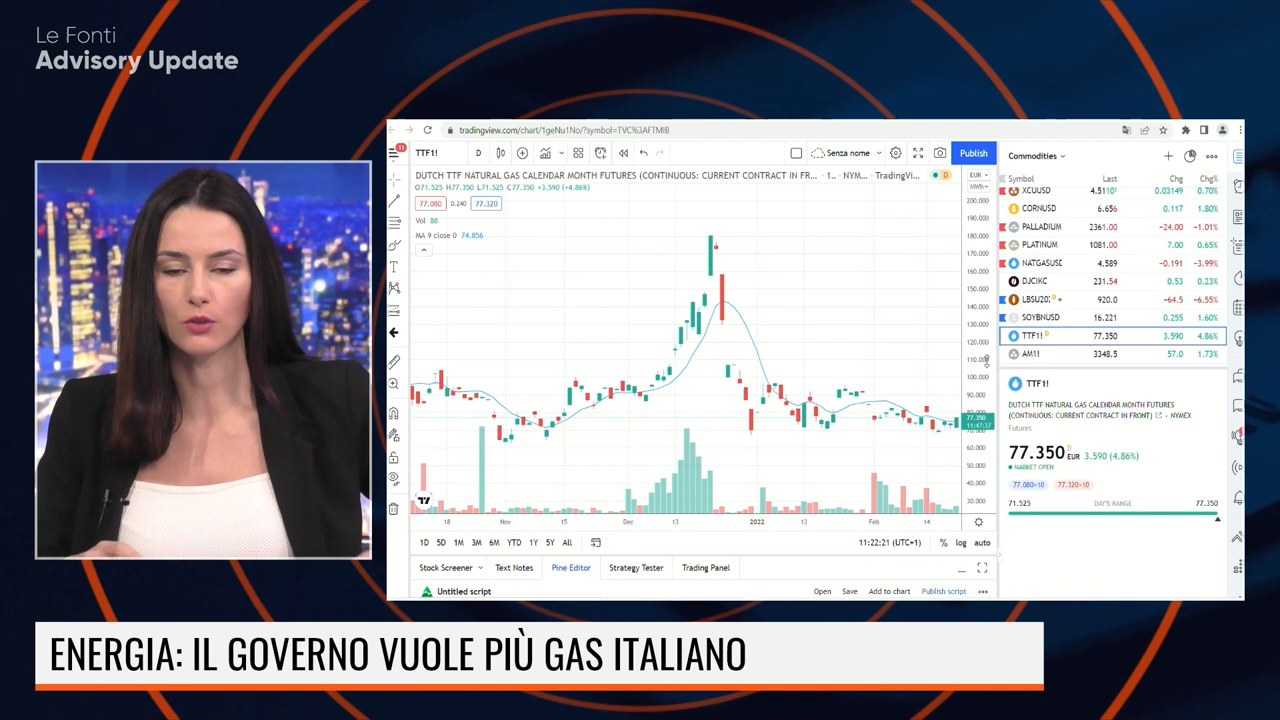 Le Fonti
Advisory Update
tradingview.com/chart/1geNu1No/?symbol=TVC%3AFTMIB
11
TTF1!
D
Senza nome
Publish
DUTCH TTF NATURAL GAS CALENDAR MONTH FUTURES (CONTINUOUS: CURRENT CONTRACT IN FR... · 1... · NYM... · TradingVi...
D
O71.525 H77.350 L71.525 C77.350 +3.590 (+4.86%)
77.080 0.240 77.320
Vol 88
MA 9 close 0 74.856
EUR
MWh
200.000
180.000
170.000
160.000
150.000
140.000
130.000
120.000
110.000
100.000
90.000
80.000
77.350
11:47:37
70.000
60.000
50.000
40.000
30.000
18 Nov 15 Dec 13 2022 13 Feb 14
1D 5D 1M 3M 6M YTD 1Y 5Y All
11:22:21 (UTC+1) % log auto
Stock Screener Text Notes Pine Editor Strategy Tester Trading Panel
Untitled script
Open Save Add to chart Publish script
Commodities
Symbol Last Chg Chg%
XCUUSD 4.5110¹ 0.03149 0.70%
CORNUSD 6.656 0.117 1.80%
PALLADIUM 2361.00 −24.00 −1.01%
PLATINUM 1081.00 7.00 0.65%
NATGASUSD 4.589 −0.191 −3.99%
DJCIKC 231.54 0.53 0.23%
LBSU202 D 920.0 −64.5 −6.55%
SOYBNUSD 16.221 0.255 1.60%
TTF1! D 77.350 3.590 4.86%
AM1! 3348.5 57.0 1.73%
TTF1!
DUTCH TTF NATURAL GAS CALENDAR MONTH FUTURES
(CONTINUOUS: CURRENT CONTRACT IN FRONT) · NYMEX
Futures
77.350 D EUR 3.590 (4.86%)
MARKET OPEN
77.080×10 77.320×10
71.525 DAY'S RANGE 77.350
ENERGIA: IL GOVERNO VUOLE PIÙ GAS ITALIANO